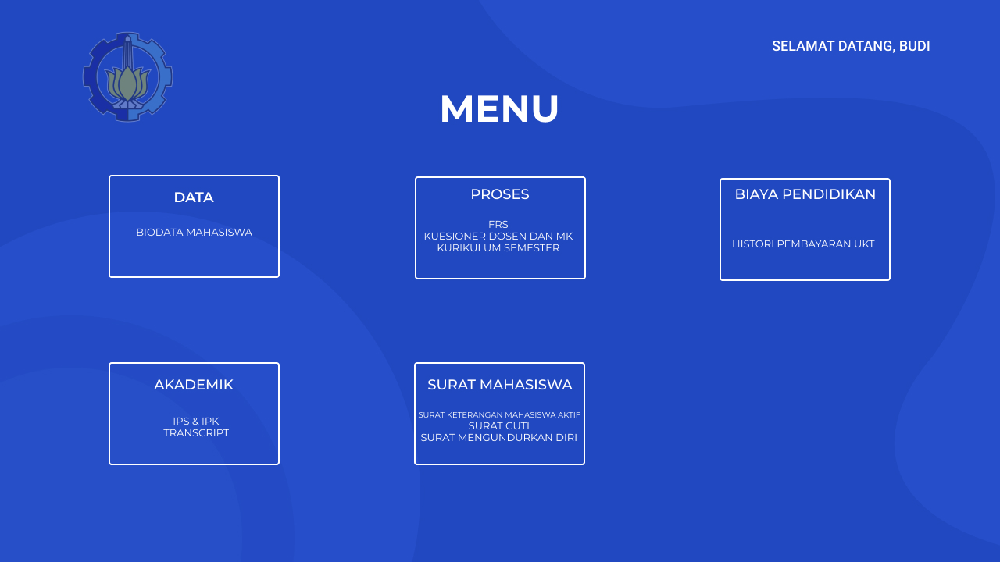 SELAMAT DATANG, BUDI
MENU
DATA
BIODATA MAHASISWA
PROSES
FRS
KUESIONER DOSEN DAN MK
KURIKULUM SEMESTER
BIAYA PENDIDIKAN
HISTORI PEMBAYARAN UKT
AKADEMIK
IPS & IPK
TRANSCRIPT
SURAT MAHASISWA
SURAT KETERANGAN MAHASISWA AKTIF
SURAT CUTI
SURAT MENGUNDURKAN DIRI